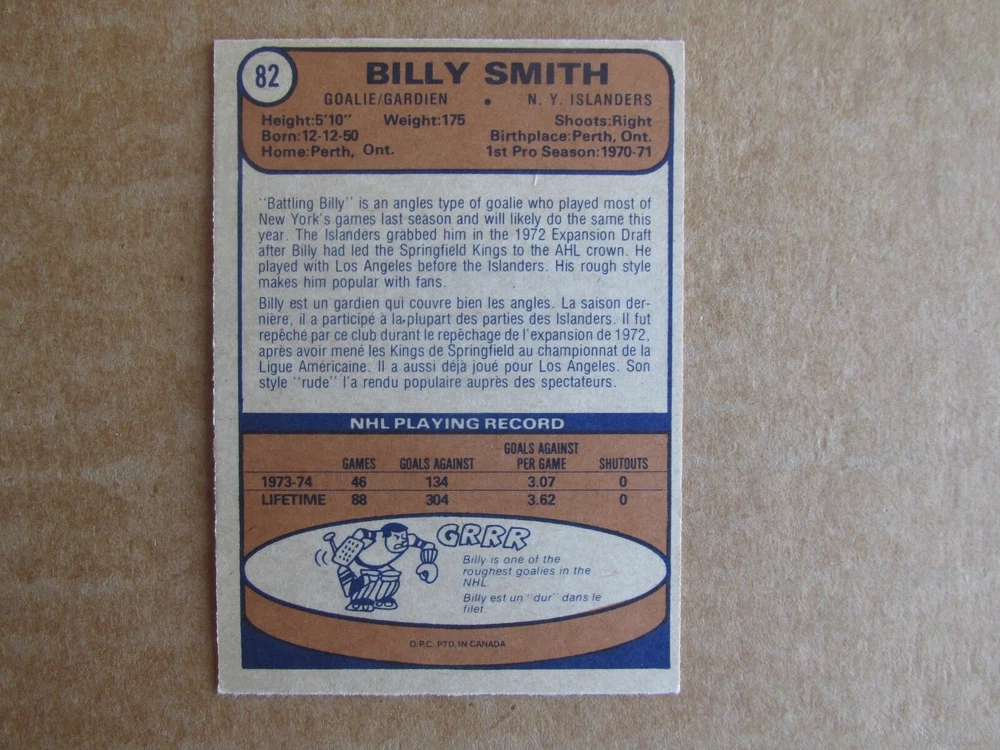 82
BILLY SMITH
GOALIE/GARDIEN • N. Y. ISLANDERS
Height:5'10" Weight:175 Shoots:Right
Born:12-12-50 Birthplace:Perth, Ont.
Home:Perth, Ont. 1st Pro Season:1970-71
"Battling Billy" is an angles type of goalie who played most of
New York's games last season and will likely do the same this
year. The Islanders grabbed him in the 1972 Expansion Draft
after Billy had led the Springfield Kings to the AHL crown. He
played with Los Angeles before the Islanders. His rough style
makes him popular with fans.
Billy est un gardien qui couvre bien les angles. La saison der-
nière, il a participé à la plupart des parties des Islanders. Il fut
repêché par ce club durant le repêchage de l'expansion de 1972,
après avoir mené les Kings de Springfield au championnat de la
Ligue Américaine. Il a aussi déjà joué pour Los Angeles. Son
style "rude" l'a rendu populaire auprès des spectateurs.
NHL PLAYING RECORD
GAMES GOALS AGAINST GOALS AGAINST PER GAME SHUTOUTS
1973-74 46 134 3.07 0
LIFETIME 88 304 3.62 0
GRRR
Billy is one of the
roughest goalies in the
NHL.
Billy est un "dur" dans le
filet.
O.P.C. PTD. IN CANADA